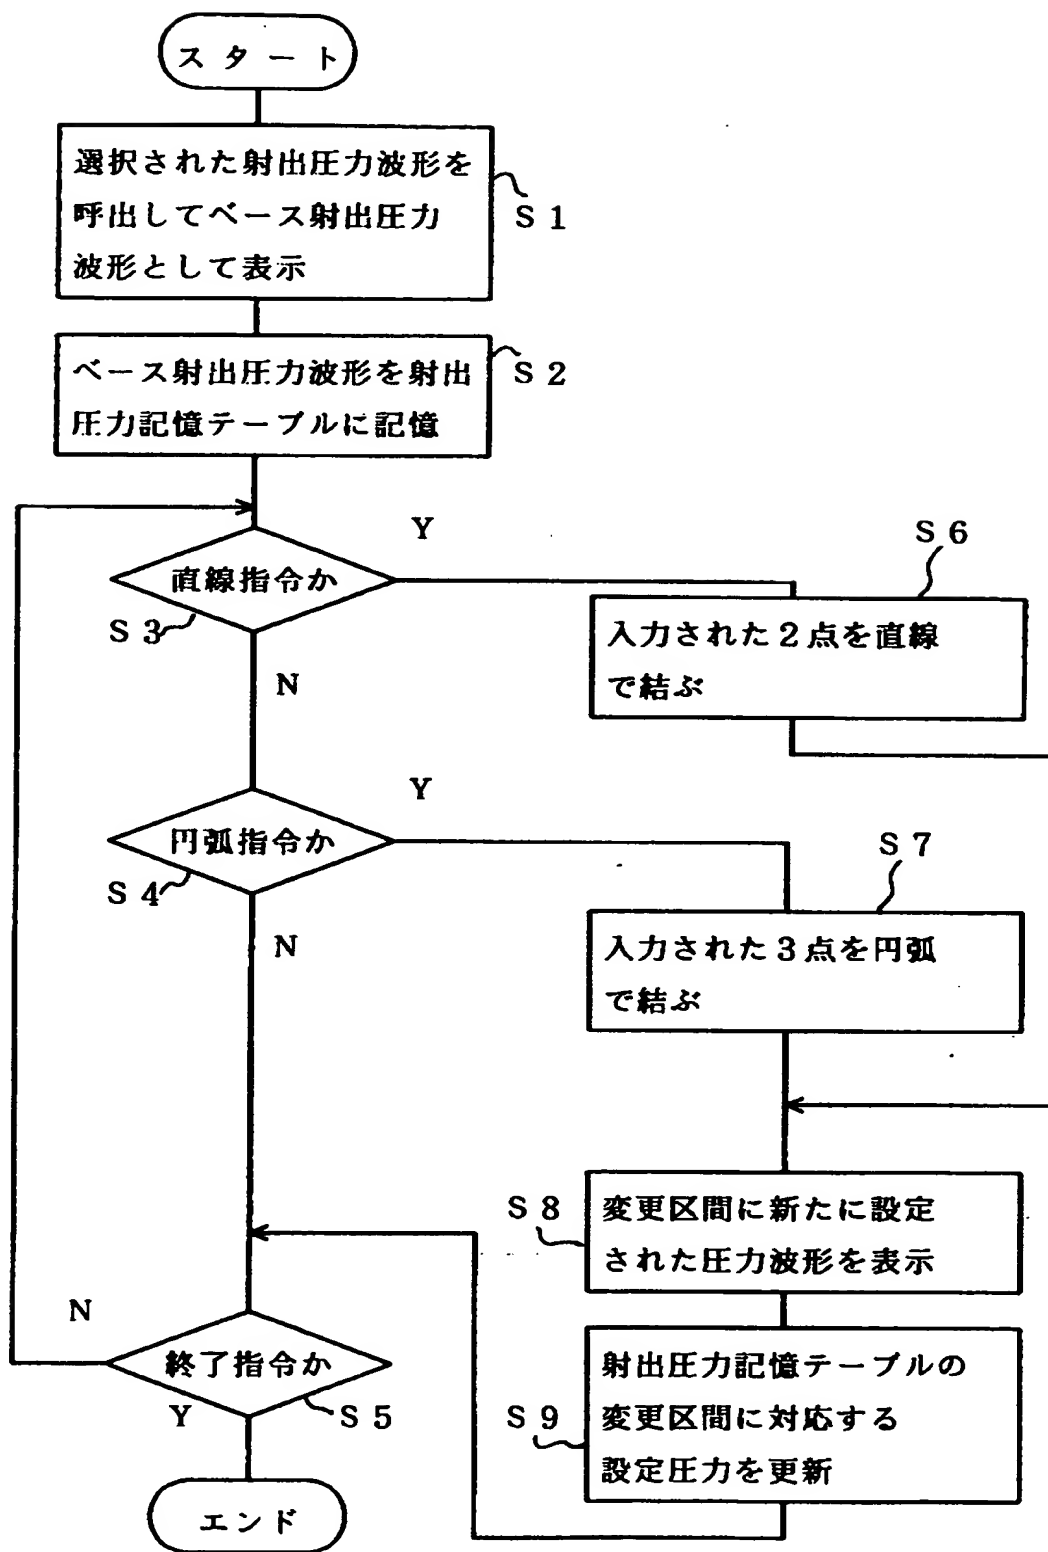 スタート
選択された射出圧力波形を
呼出してベース射出圧力
波形として表示
S1
ベース射出圧力波形を射出
圧力記憶テーブルに記憶
S2
直線指令か
S3
Y
N
S6
入力された2点を直線
で結ぶ
円弧指令か
S4
Y
N
S7
入力された3点を円弧
で結ぶ
S8
変更区間に新たに設定
された圧力波形を表示
S9
射出圧力記憶テーブルの
変更区間に対応する
設定圧力を更新
N
終了指令か
Y
S5
エンド